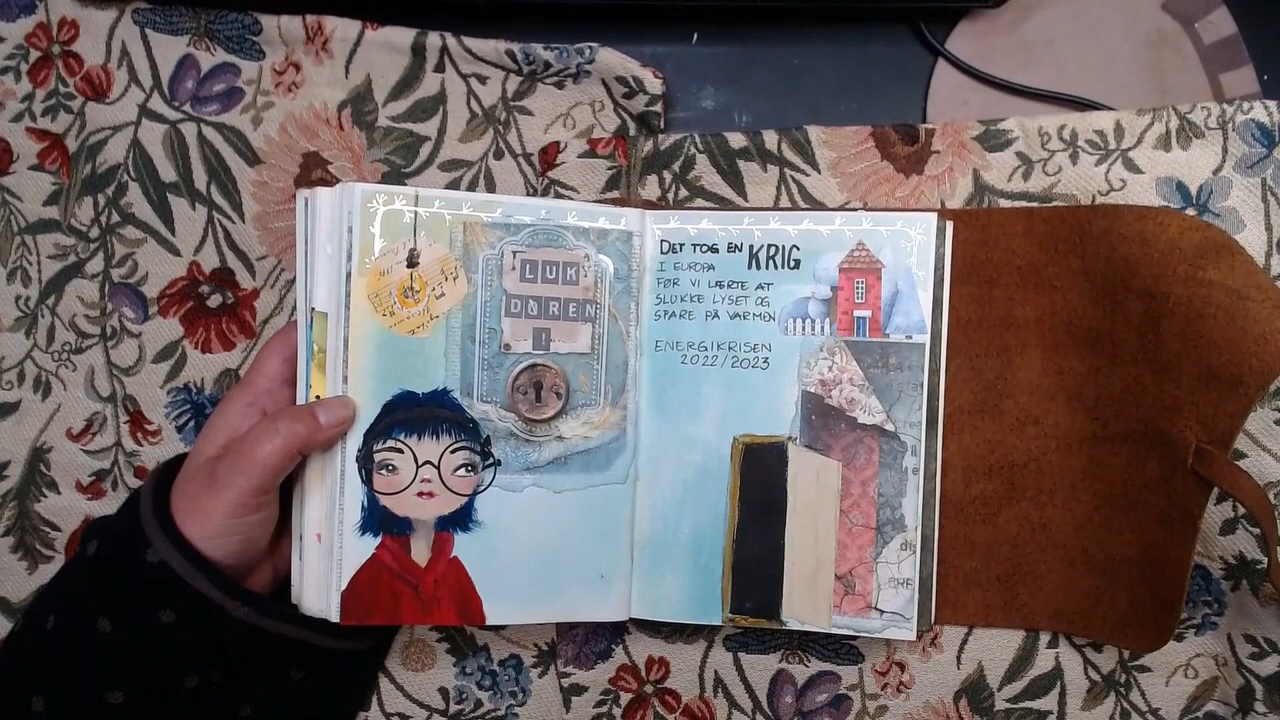 LUK
DØREN
!
DET TOG EN KRIG
I EUROPA
FØR VI LÆRTE AT
SLUKKE LYSET OG
SPARE PÅ VARMEN
ENERGIKRISEN
2022/2023